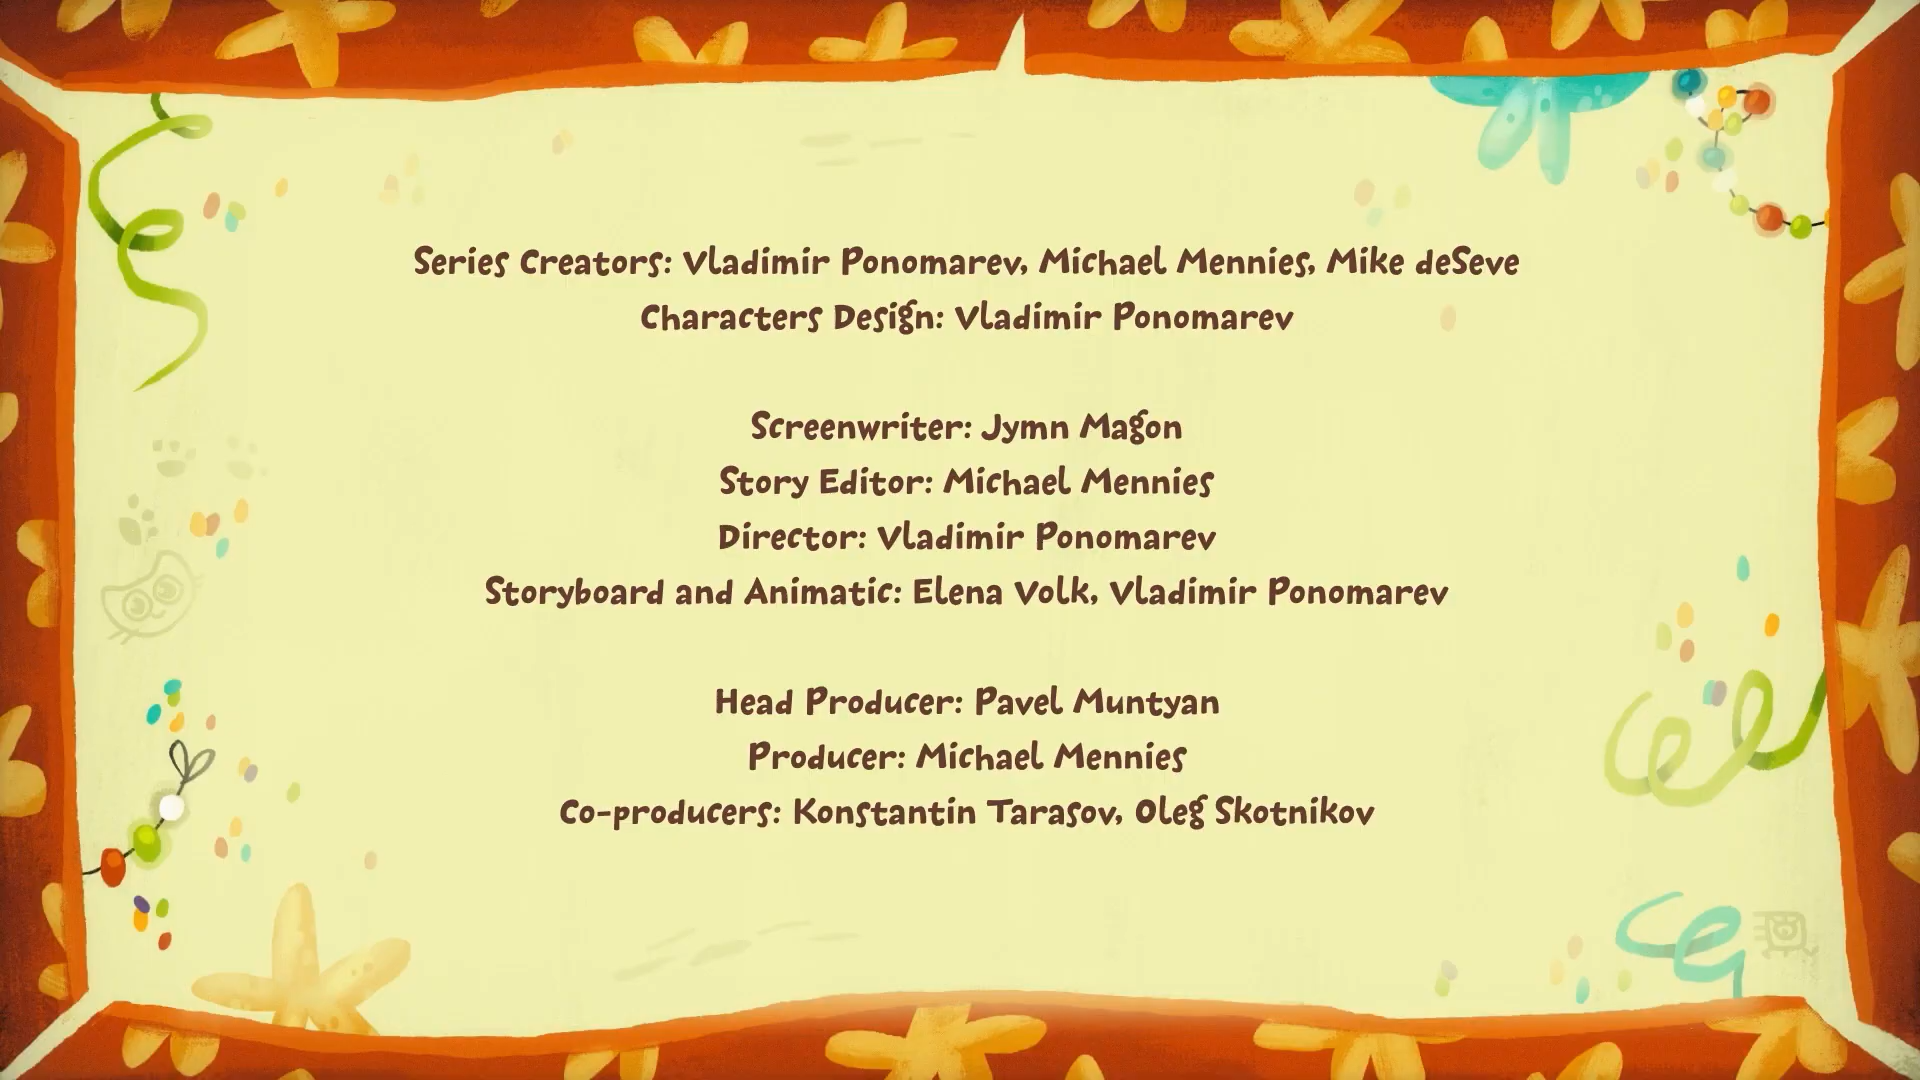 Series Creators: Vladimir Ponomarev, Michael Mennies, Mike deSeve
Characters Design: Vladimir Ponomarev
Screenwriter: Jymn Magon
Story Editor: Michael Mennies
Director: Vladimir Ponomarev
Storyboard and Animatic: Elena Volk, Vladimir Ponomarev
Head Producer: Pavel Muntyan
Producer: Michael Mennies
Co-producers: Konstantin Tarasov, Oleg Skotnikov